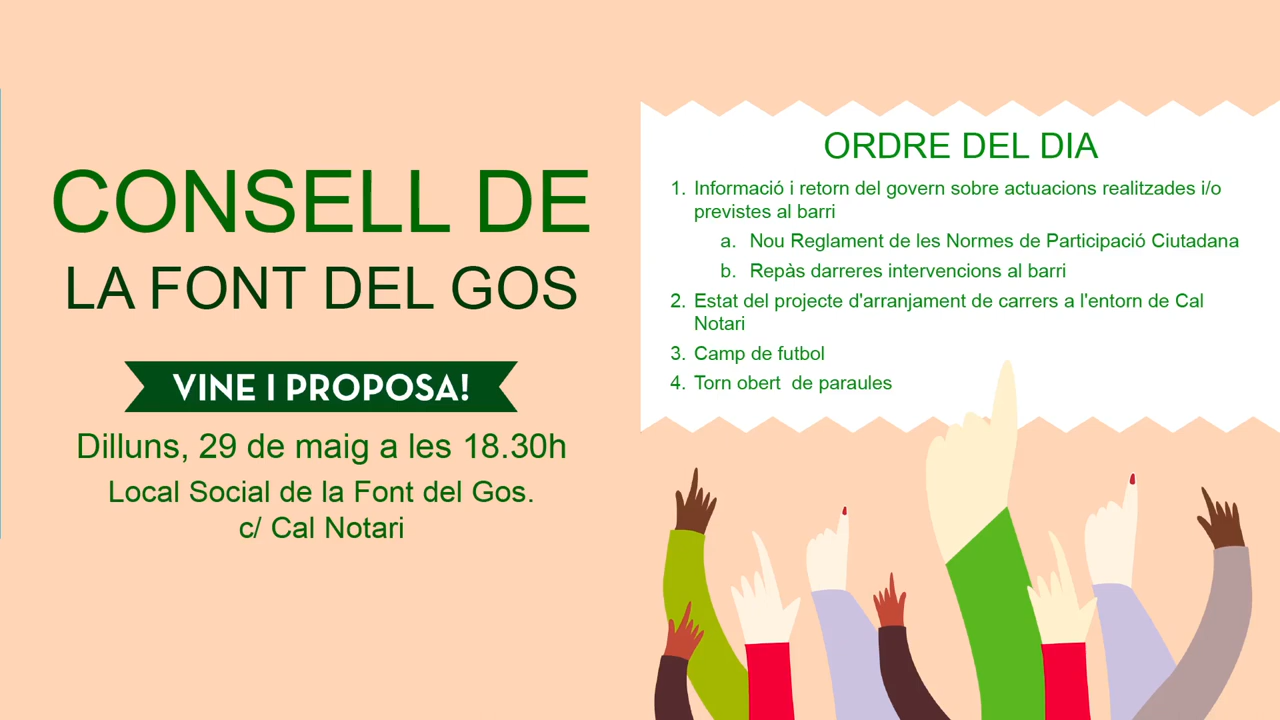 CONSELL DE
LA FONT DEL GOS
VINE I PROPOSA!
Dilluns, 29 de maig a les 18.30h
Local Social de la Font del Gos.
c/ Cal Notari
ORDRE DEL DIA
1. Informació i retorn del govern sobre actuacions realitzades i/o
previstes al barri
a. Nou Reglament de les Normes de Participació Ciutadana
b. Repàs darreres intervencions al barri
2. Estat del projecte d'arranjament de carrers a l'entorn de Cal
Notari
3. Camp de futbol
4. Torn obert  de paraules